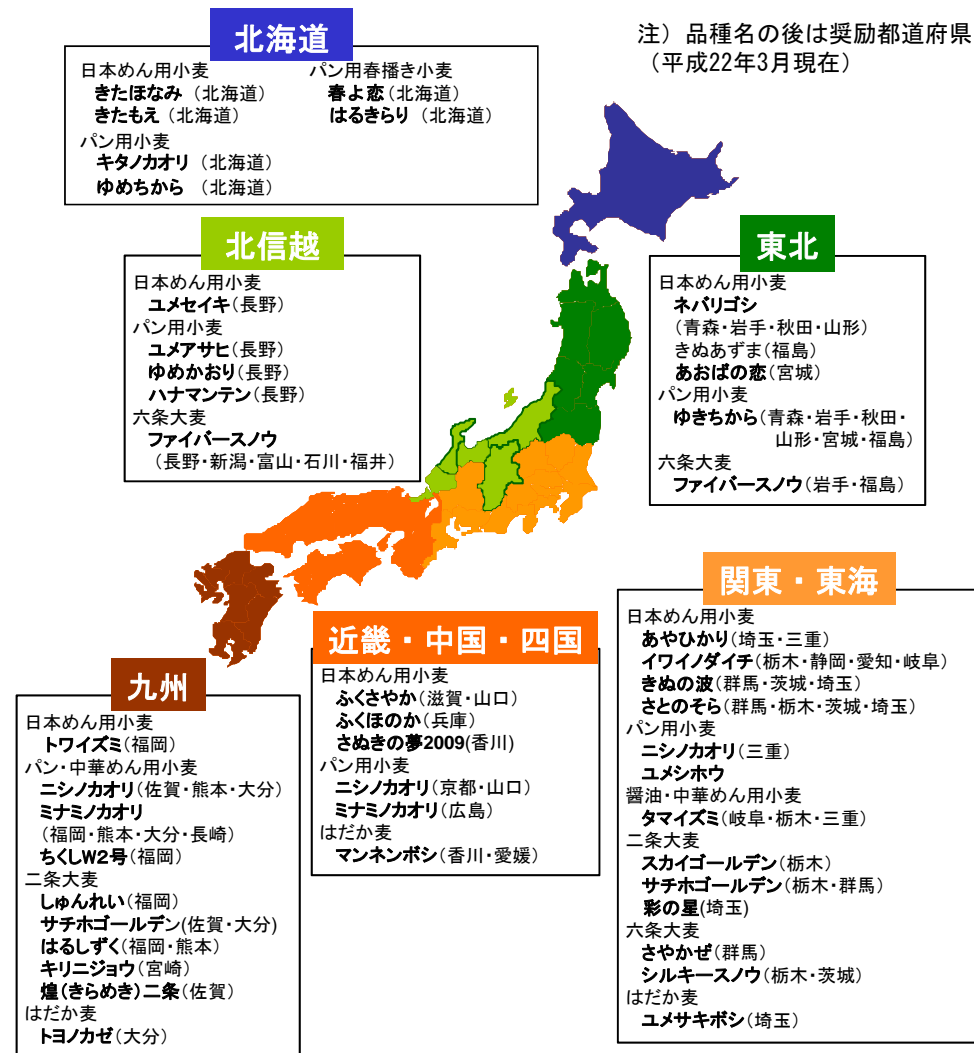 北海道
注）品種名の後は奨励都道府県
（平成22年3月現在）
日本めん用小麦
きたほなみ （北海道）
きたもえ （北海道）
パン用小麦
キタノカオリ （北海道）
ゆめちから （北海道）
パン用春播き小麦
春よ恋 （北海道）
はるきらり （北海道）
北信越
日本めん用小麦
ユメセイキ（長野）
パン用小麦
ユメアサヒ（長野）
ゆめかおり（長野）
ハナマンテン（長野）
六条大麦
ファイバースノウ
（長野・新潟・富山・石川・福井）
東北
日本めん用小麦
ネバリゴシ
（青森・岩手・秋田・山形）
きぬあずま（福島）
あおばの恋（宮城）
パン用小麦
ゆきちから（青森・岩手・秋田・
山形・宮城・福島）
六条大麦
ファイバースノウ（岩手・福島）
関東・東海
日本めん用小麦
あやひかり（埼玉・三重）
イワイノダイチ（栃木・静岡・愛知・岐阜）
きぬの波（群馬・茨城・埼玉）
さとのそら（群馬・栃木・茨城・埼玉）
パン用小麦
ニシノカオリ（三重）
ユメシホウ
醤油・中華めん用小麦
タマイズミ（岐阜・栃木・三重）
二条大麦
スカイゴールデン（栃木）
サチホゴールデン（栃木・群馬）
彩の星(埼玉)
六条大麦
さやかぜ（群馬）
シルキースノウ（栃木・茨城）
はだか麦
ユメサキボシ（埼玉）
近畿・中国・四国
日本めん用小麦
ふくさやか（滋賀・山口）
ふくほのか（兵庫）
さぬきの夢2009(香川)
パン用小麦
ニシノカオリ（京都・山口）
ミナミノカオリ（広島）
はだか麦
マンネンボシ（香川・愛媛）
九州
日本めん用小麦
トワイズミ（福岡）
パン・中華めん用小麦
ニシノカオリ（佐賀・熊本・大分）
ミナミノカオリ
（福岡・熊本・大分・長崎）
ちくしW2号（福岡）
二条大麦
しゅんれい（福岡）
サチホゴールデン(佐賀・大分)
はるしずく（福岡・熊本）
キリニジョウ（宮崎）
煌（きらめき）二条（佐賀）
はだか麦
トヨノカゼ（大分）